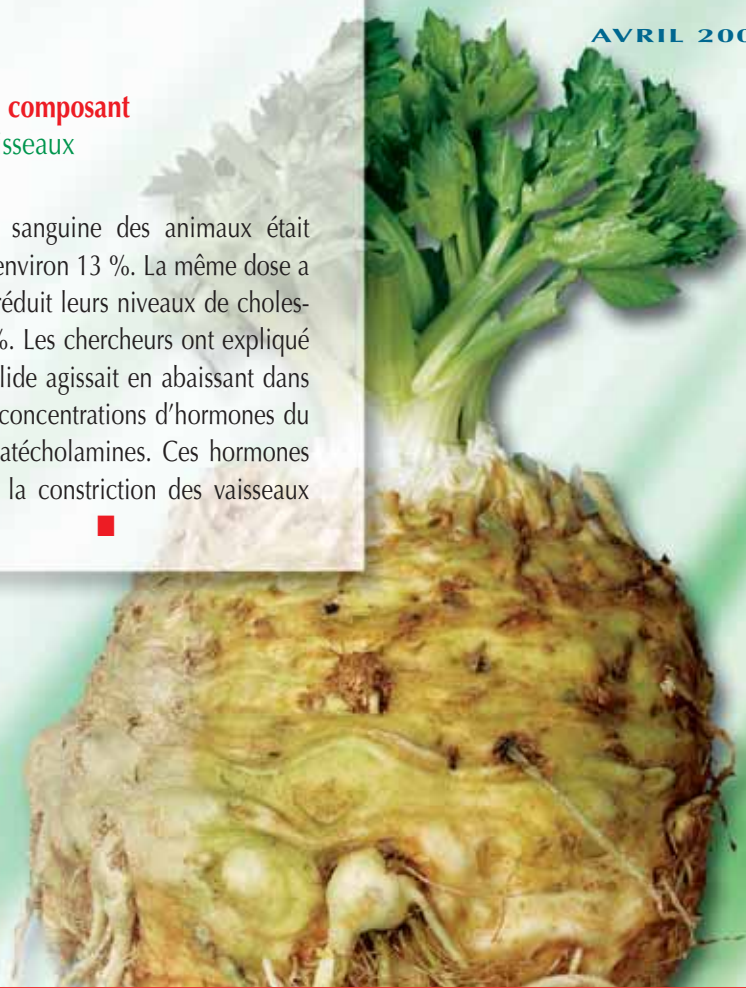 AVRIL 200
composant
sseaux
sanguine des animaux était
environ 13 %. La même dose a
réduit leurs niveaux de choles-
%. Les chercheurs ont expliqué
lide agissait en abaissant dans
concentrations d'hormones du
atécholamines. Ces hormones
la constriction des vaisseaux